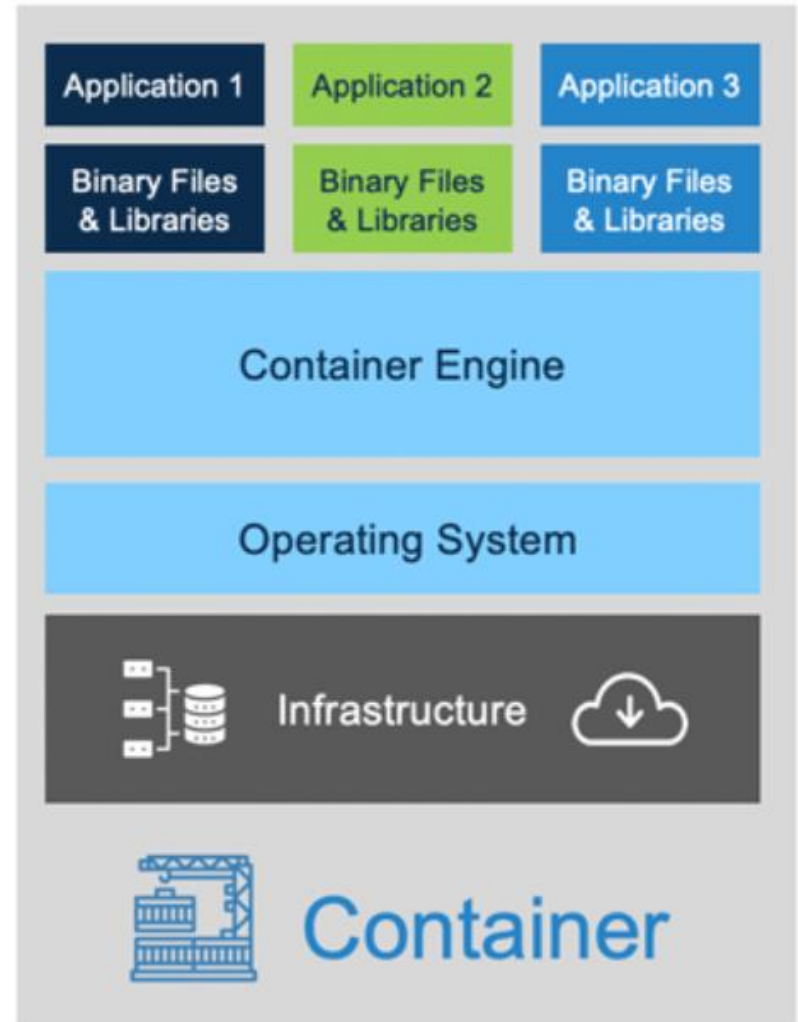 Application 1
Application 2
Application 3
Binary Files
& Libraries
Binary Files
& Libraries
Binary Files
& Libraries
Container Engine
Operating System
Infrastructure
Container